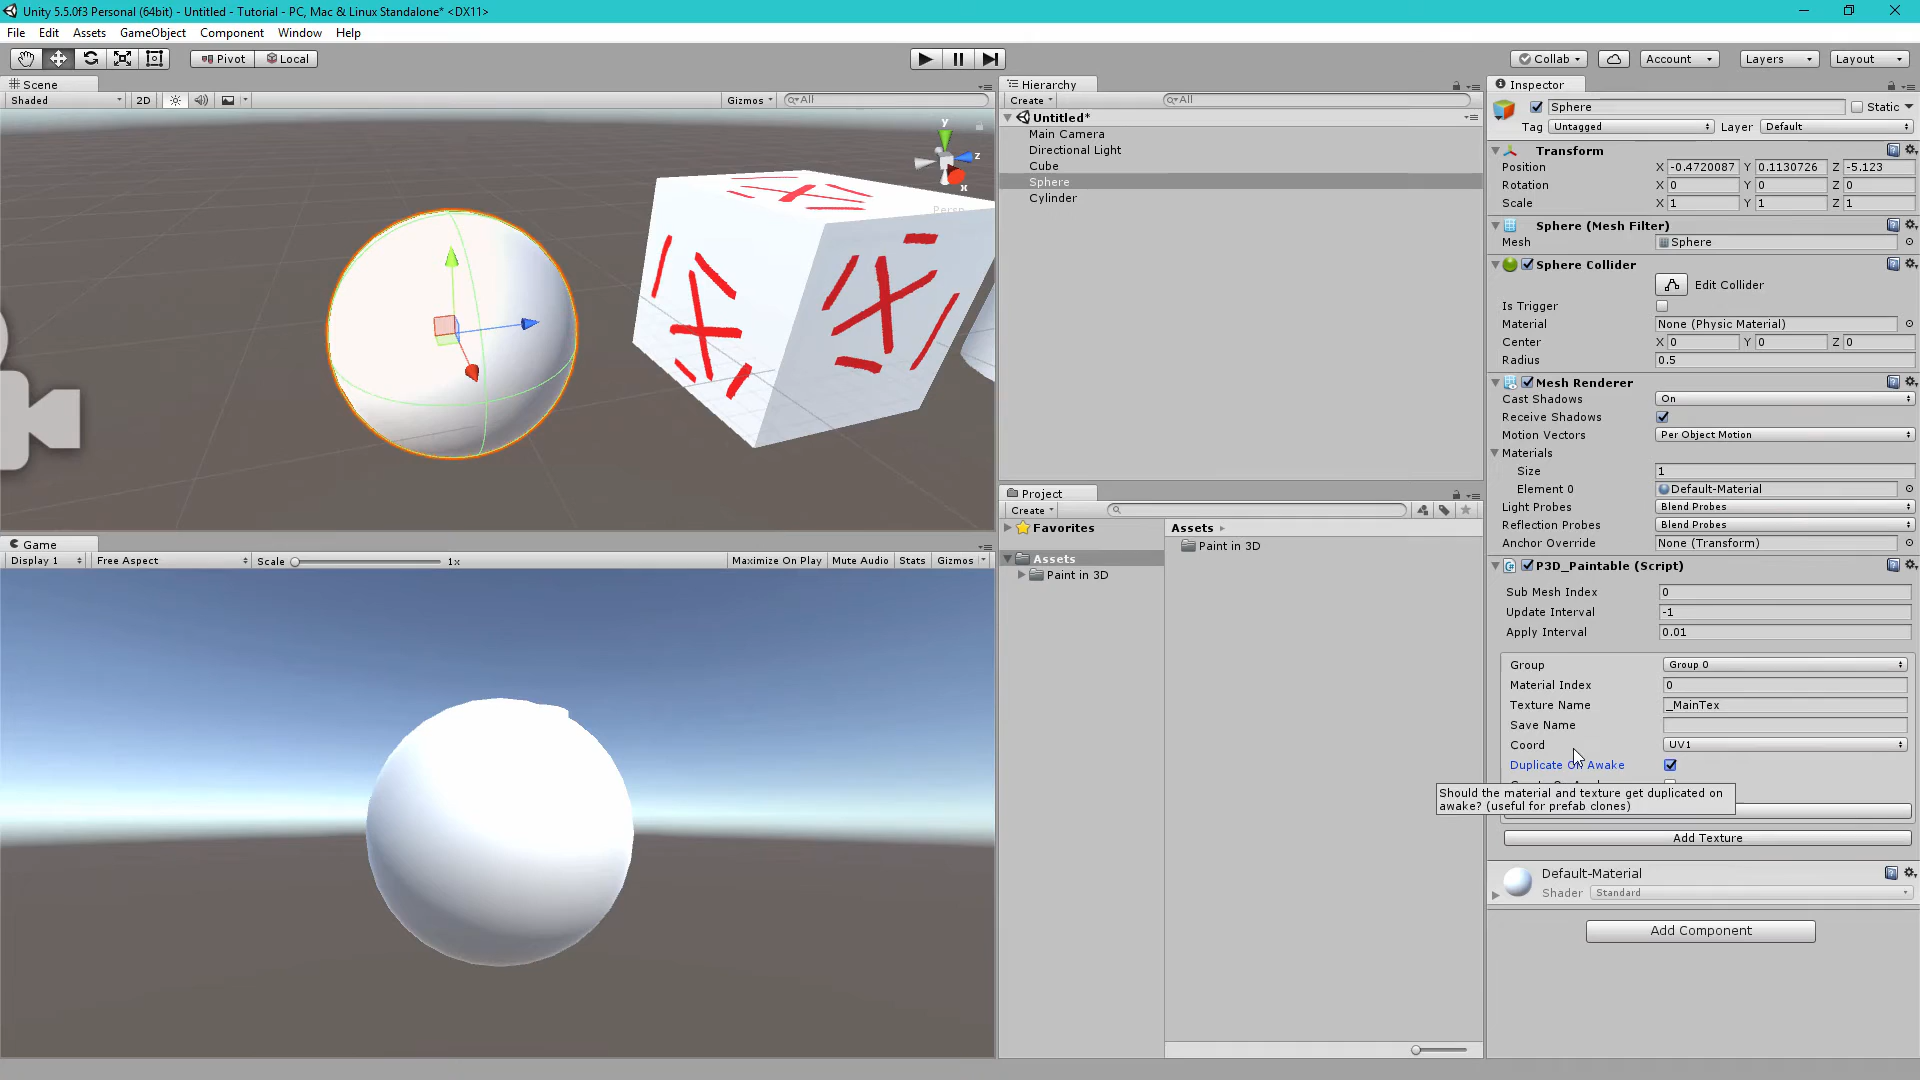 Unity 5.5.0f3 Personal (64bit) - Untitled - Tutorial - PC, Mac & Linux Standalone* <DX11>
File Edit Assets GameObject Component Window Help
Pivot Local
Collab Account Layers Layout
Scene
Shaded 2D Gizmos All
y
z
x
Persp
Game
Display 1 Free Aspect Scale 1x Maximize On Play Mute Audio Stats Gizmos
Hierarchy
Create All
Untitled*
Main Camera
Directional Light
Cube
Sphere
Cylinder
Project
Create
Favorites
Assets
Paint in 3D
Assets
Paint in 3D
Inspector
Sphere Static
Tag Untagged Layer Default
Transform
Position X -0.4720087 Y 0.1130726 Z -5.123
Rotation X 0 Y 0 Z 0
Scale X 1 Y 1 Z 1
Sphere (Mesh Filter)
Mesh Sphere
Sphere Collider
Edit Collider
Is Trigger
Material None (Physic Material)
Center X 0 Y 0 Z 0
Radius 0.5
Mesh Renderer
Cast Shadows On
Receive Shadows
Motion Vectors Per Object Motion
Materials
Size 1
Element 0 Default-Material
Light Probes Blend Probes
Reflection Probes Blend Probes
Anchor Override None (Transform)
P3D_Paintable (Script)
Sub Mesh Index 0
Update Interval -1
Apply Interval 0.01
Group Group 0
Material Index 0
Texture Name _MainTex
Save Name
Coord UV1
Duplicate On Awake
Should the material and texture get duplicated on
awake? (useful for prefab clones)
Add Texture
Default-Material
Shader Standard
Add Component